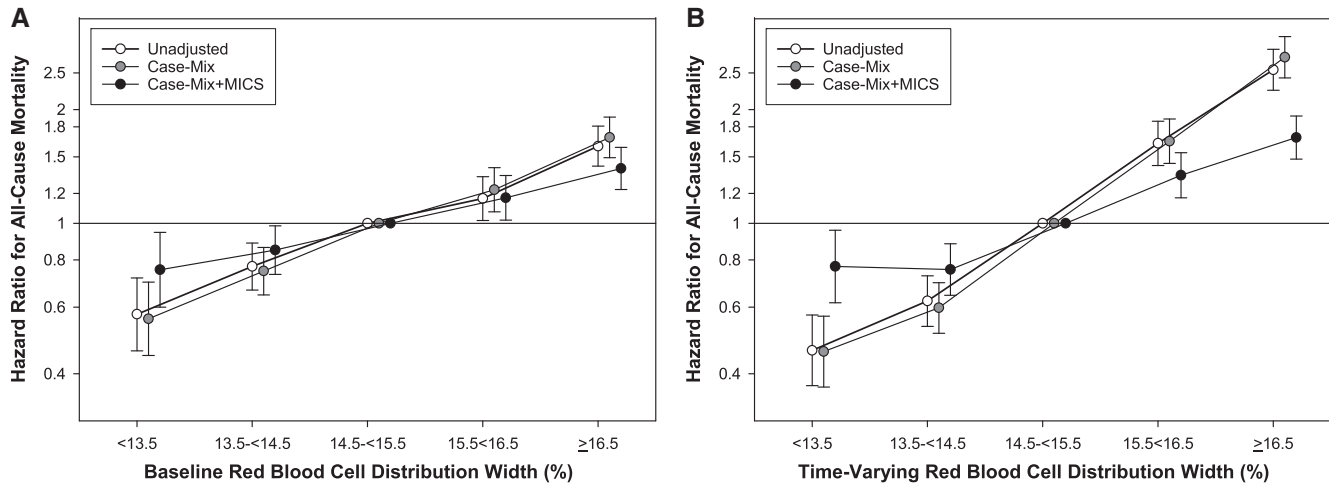 A
Hazard Ratio for All-Cause Mortality
Unadjusted
Case-Mix
Case-Mix+MICS
2.5
2
1.8
1.5
1.2
1
0.8
0.6
0.4
<13.5
13.5-<14.5
14.5-<15.5
15.5<16.5
≥16.5
Baseline Red Blood Cell Distribution Width (%)
B
Hazard Ratio for All-Cause Mortality
Unadjusted
Case-Mix
Case-Mix+MICS
2.5
2
1.8
1.5
1.2
1
0.8
0.6
0.4
<13.5
13.5-<14.5
14.5-<15.5
15.5<16.5
≥16.5
Time-Varying Red Blood Cell Distribution Width (%)